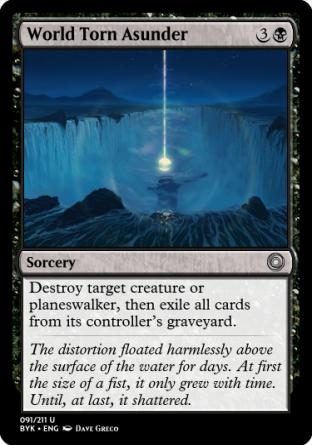 World Torn Asunder 3
Sorcery
Destroy target creature or
planeswalker, then exile all cards
from its controller's graveyard.
The distortion floated harmlessly above
the surface of the water for days. At first
the size of a fist, it only grew with time.
Until, at last, it shattered.
091/211 U
BYK • ENG Dave Greco